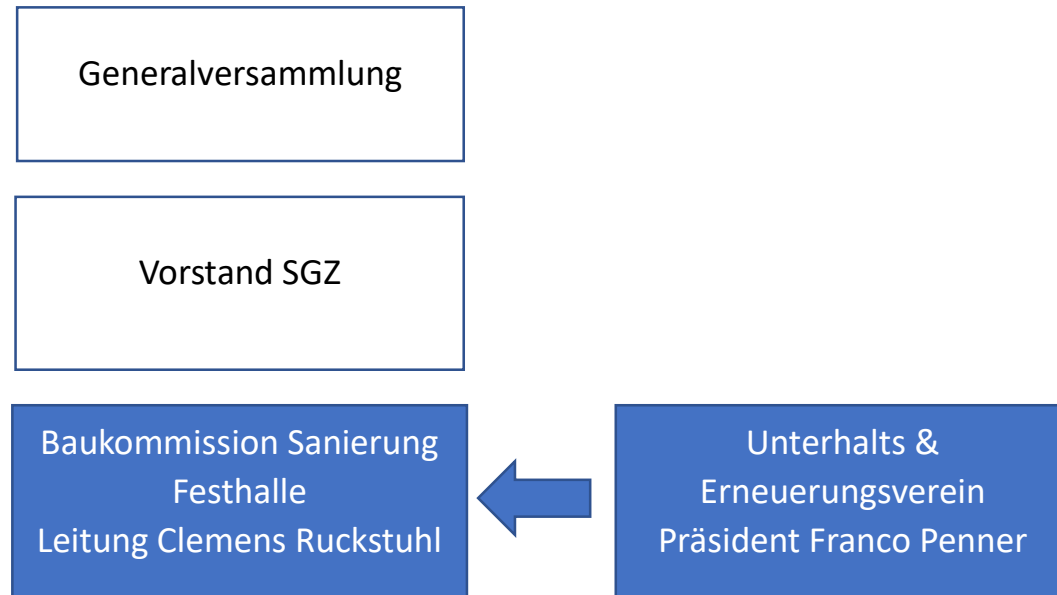 Generalversammlung
Vorstand SGZ
Baukommission Sanierung
Festhalle
Leitung Clemens Ruckstuhl
Unterhalts &
Erneuerungsverein
Präsident Franco Penner